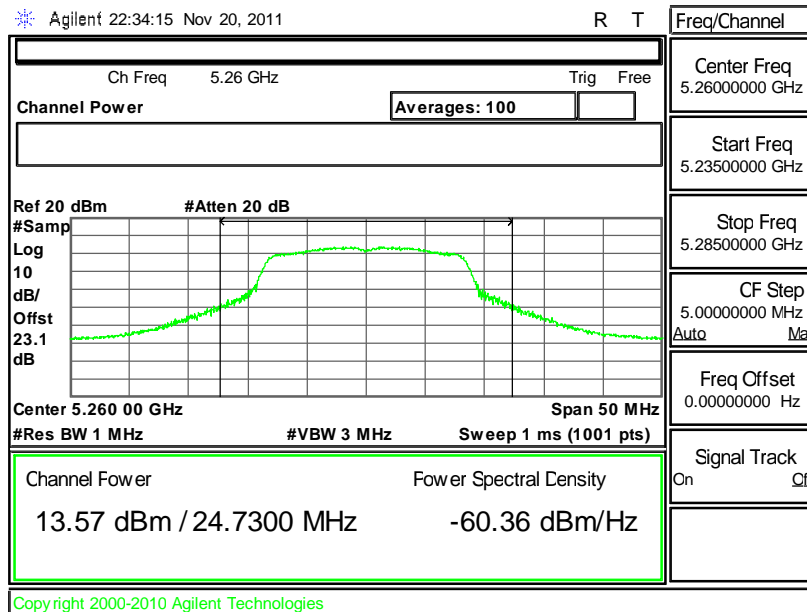 Agilent 22:34:15 Nov 20, 2011 R T
Freq/Channel
Ch Freq 5.26 GHz Trig Free
Channel Power Averages: 100
Center Freq
5.26000000 GHz
Start Freq
5.23500000 GHz
Stop Freq
5.28500000 GHz
CF Step
5.00000000 MHz
Auto Ma
Freq Offset
0.00000000 Hz
Signal Track
On Of
Ref 20 dBm #Atten 20 dB
#Samp
Log
10
dB/
Offst
23.1
dB
Center 5.260 00 GHz Span 50 MHz
#Res BW 1 MHz #VBW 3 MHz Sweep 1 ms (1001 pts)
Channel Fower Fower Spectral Density
13.57 dBm / 24.7300 MHz -60.36 dBm/Hz
Copyright 2000-2010 Agilent Technologies